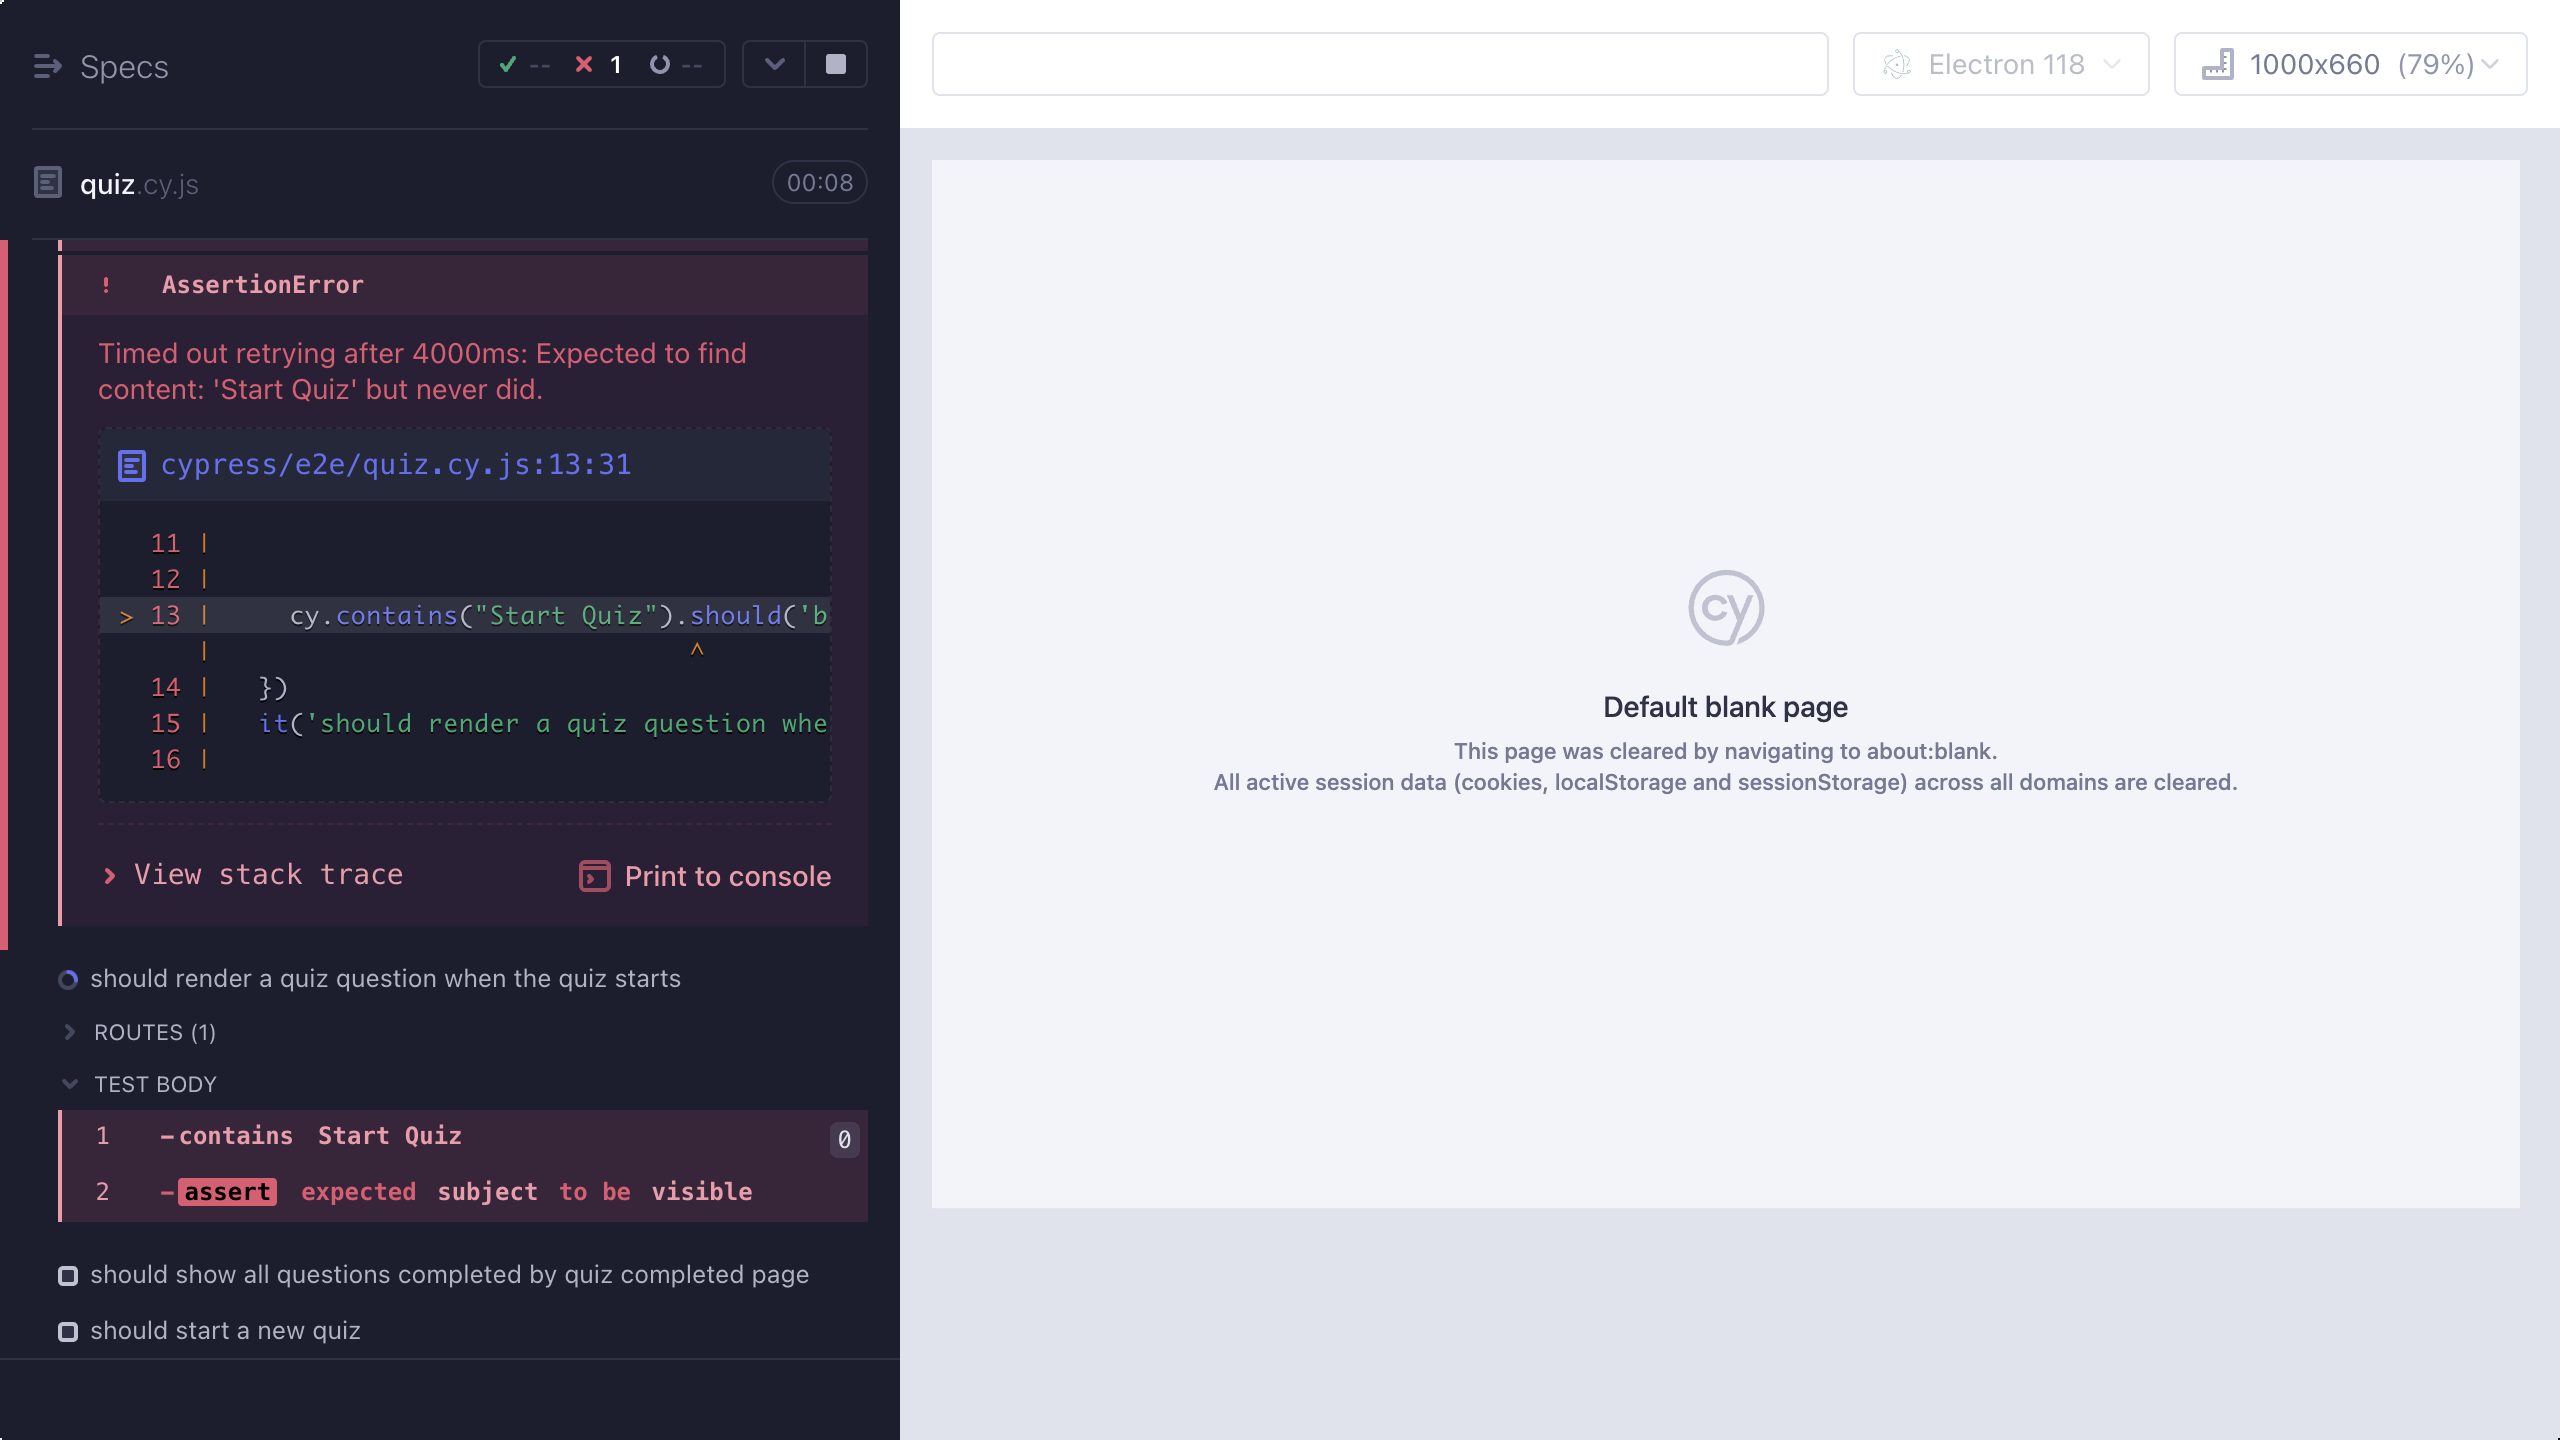 Specs
-- 1 --
quiz.cy.js
00:08
! AssertionError
Timed out retrying after 4000ms: Expected to find
content: 'Start Quiz' but never did.
cypress/e2e/quiz.cy.js:13:31
11 |
12 |
> 13 | cy.contains("Start Quiz").should('b
| ^
14 | })
15 | it('should render a quiz question whe
16 |
View stack trace
Print to console
should render a quiz question when the quiz starts
ROUTES (1)
TEST BODY
1 -contains Start Quiz 0
2 -assert expected subject to be visible
should show all questions completed by quiz completed page
should start a new quiz
Electron 118
1000x660 (79%)
cy
Default blank page
This page was cleared by navigating to about:blank.
All active session data (cookies, localStorage and sessionStorage) across all domains are cleared.